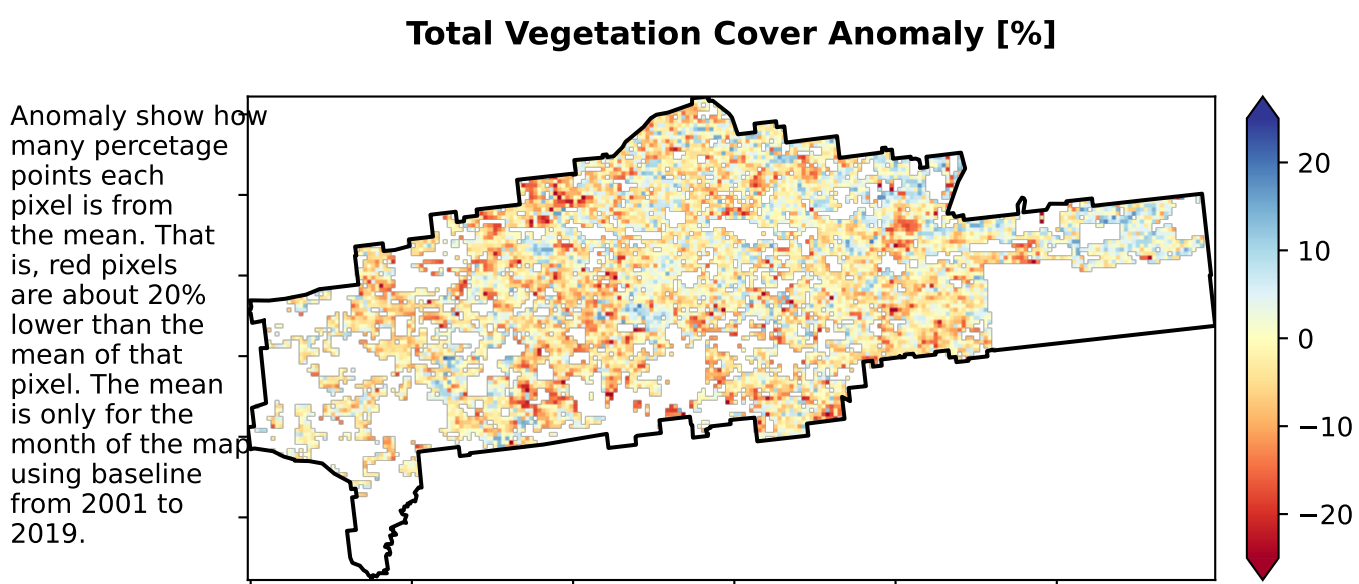 Total Vegetation Cover Anomaly [%]
Anomaly show how
many percetage
points each
pixel is from
the mean. That
is, red pixels
are about 20%
lower than the
mean of that
pixel. The mean
is only for the
month of the map
using baseline
from 2001 to
2019.
20
10
0
−10
−20